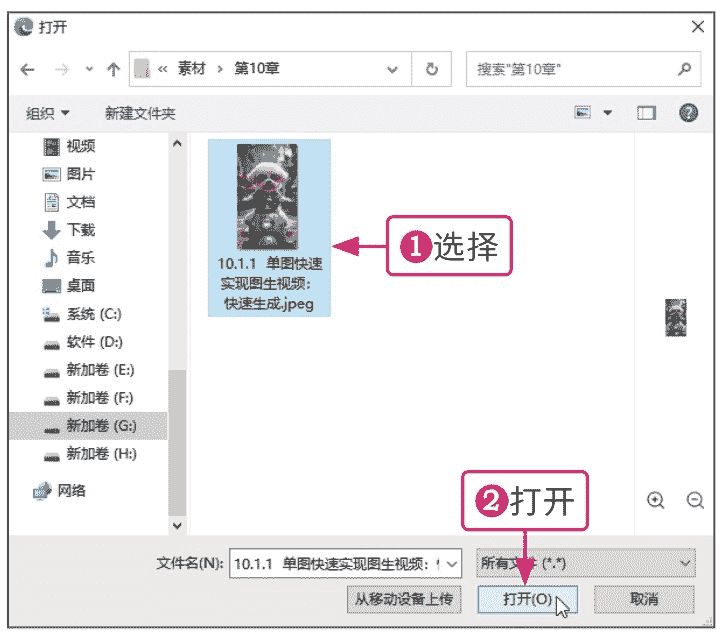 打开
« 素材 › 第10章
搜索"第10章"
组织
新建文件夹
视频
图片
文档
下载
音乐
桌面
系统 (C:)
软件 (D:)
新加卷 (E:)
新加卷 (F:)
新加卷 (G:)
新加卷 (H:)
网络
10.1.1 单图快速
实现图生视频:
快速生成.jpeg
❶选择
❷打开
文件名(N):
10.1.1 单图快速实现图生视频:
所有文件 (*.*)
从移动设备上传
打开(O)
取消